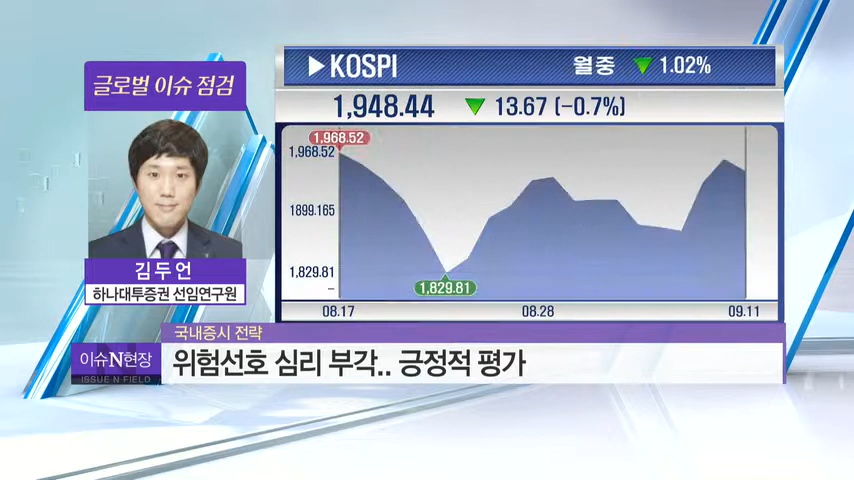 글로벌 이슈 점검
김두언
하나대투증권 선임연구원
▶KOSPI 월중 ▼ 1.02%
1,948.44 ▼ 13.67 (-0.7%)
1,968.52
1,968.52
1899.165
1,829.81
1,829.81
08.17 08.28 09.11
국내증시 전략
이슈N현장
ISSUE N FIELD
위험선호 심리 부각.. 긍정적 평가